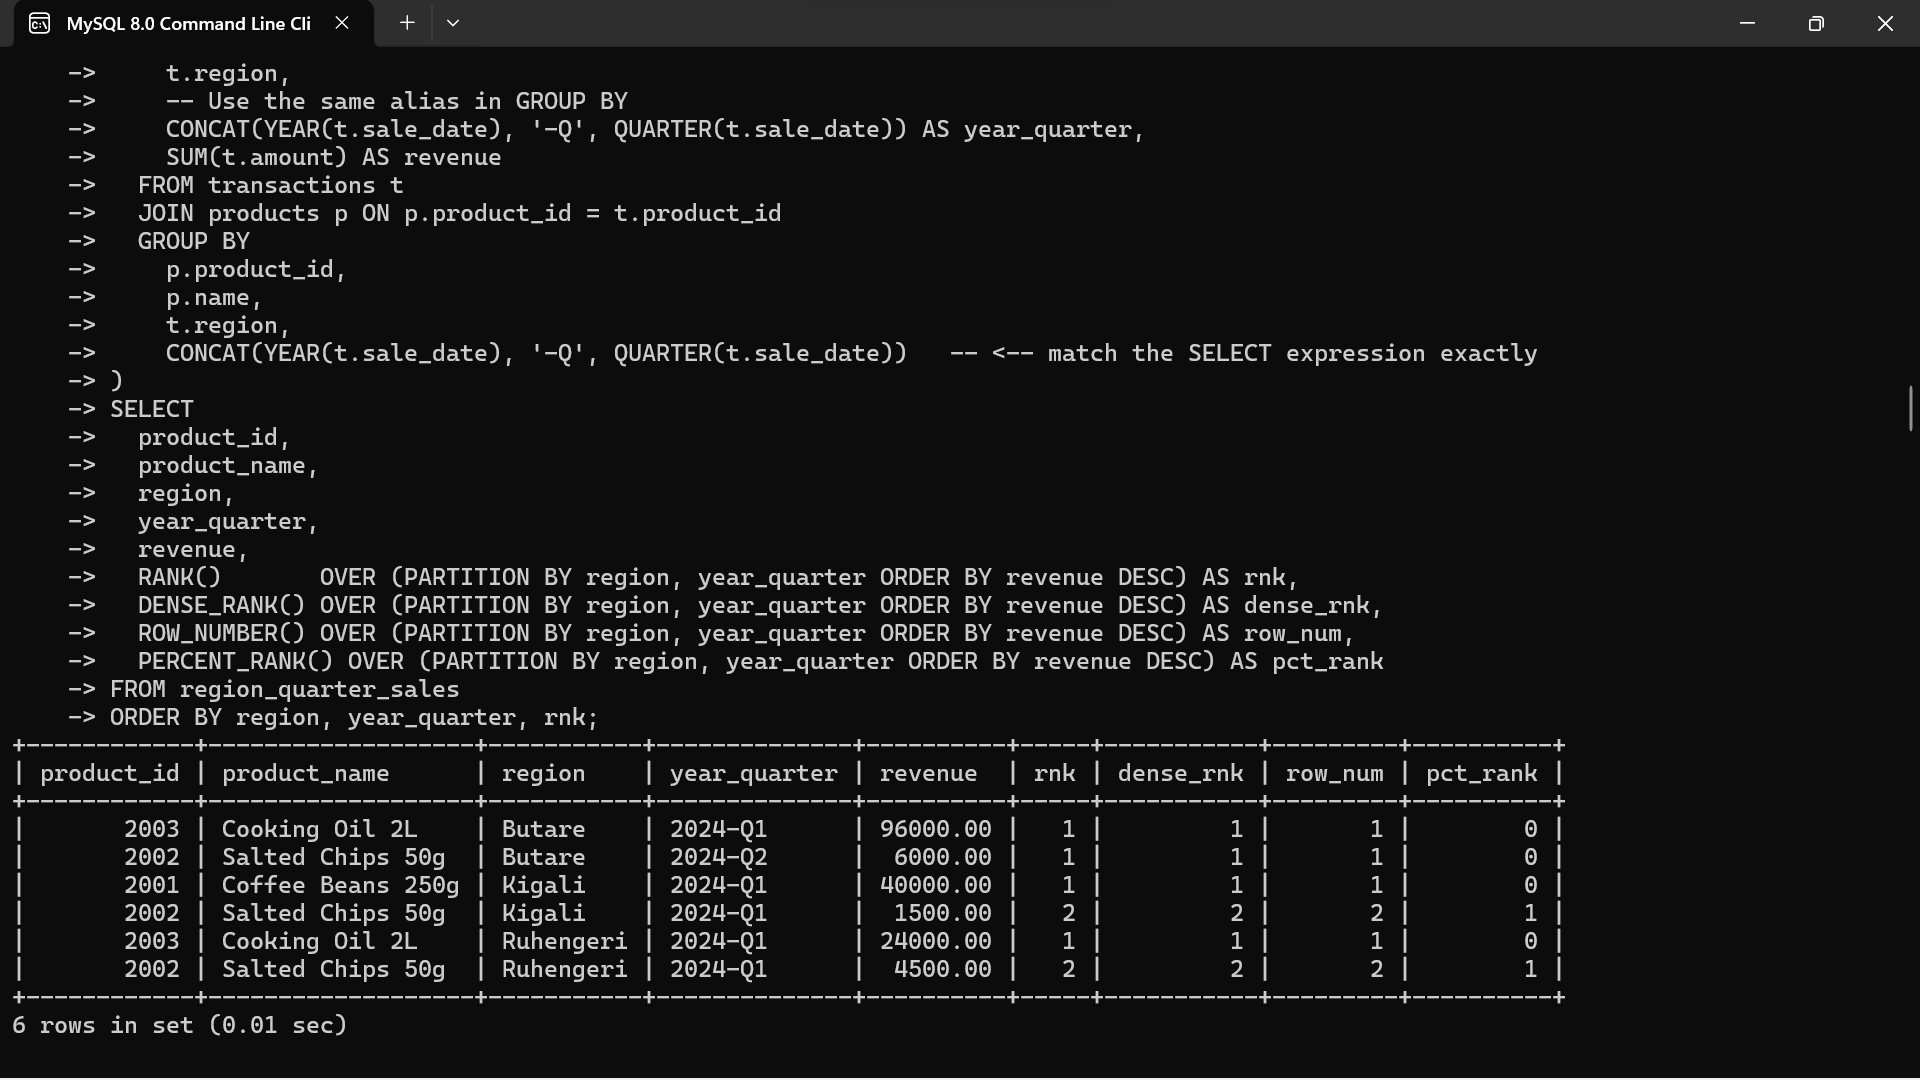 MySQL 8.0 Command Line Cli
    ->     t.region,
    ->     -- Use the same alias in GROUP BY
    ->     CONCAT(YEAR(t.sale_date), '-Q', QUARTER(t.sale_date)) AS year_quarter,
    ->     SUM(t.amount) AS revenue
    ->   FROM transactions t
    ->   JOIN products p ON p.product_id = t.product_id
    ->   GROUP BY
    ->     p.product_id,
    ->     p.name,
    ->     t.region,
    ->     CONCAT(YEAR(t.sale_date), '-Q', QUARTER(t.sale_date))   -- <-- match the SELECT expression exactly
    -> )
    -> SELECT
    ->   product_id,
    ->   product_name,
    ->   region,
    ->   year_quarter,
    ->   revenue,
    ->   RANK()       OVER (PARTITION BY region, year_quarter ORDER BY revenue DESC) AS rnk,
    ->   DENSE_RANK() OVER (PARTITION BY region, year_quarter ORDER BY revenue DESC) AS dense_rnk,
    ->   ROW_NUMBER() OVER (PARTITION BY region, year_quarter ORDER BY revenue DESC) AS row_num,
    ->   PERCENT_RANK() OVER (PARTITION BY region, year_quarter ORDER BY revenue DESC) AS pct_rank
    -> FROM region_quarter_sales
    -> ORDER BY region, year_quarter, rnk;
+------------+-------------------+-----------+--------------+----------+-----+-----------+---------+----------+
| product_id | product_name      | region    | year_quarter | revenue  | rnk | dense_rnk | row_num | pct_rank |
+------------+-------------------+-----------+--------------+----------+-----+-----------+---------+----------+
|       2003 | Cooking Oil 2L    | Butare    | 2024-Q1      | 96000.00 |   1 |         1 |       1 |        0 |
|       2002 | Salted Chips 50g  | Butare    | 2024-Q2      |  6000.00 |   1 |         1 |       1 |        0 |
|       2001 | Coffee Beans 250g | Kigali    | 2024-Q1      | 40000.00 |   1 |         1 |       1 |        0 |
|       2002 | Salted Chips 50g  | Kigali    | 2024-Q1      |  1500.00 |   2 |         2 |       2 |        1 |
|       2003 | Cooking Oil 2L    | Ruhengeri | 2024-Q1      | 24000.00 |   1 |         1 |       1 |        0 |
|       2002 | Salted Chips 50g  | Ruhengeri | 2024-Q1      |  4500.00 |   2 |         2 |       2 |        1 |
+------------+-------------------+-----------+--------------+----------+-----+-----------+---------+----------+
6 rows in set (0.01 sec)